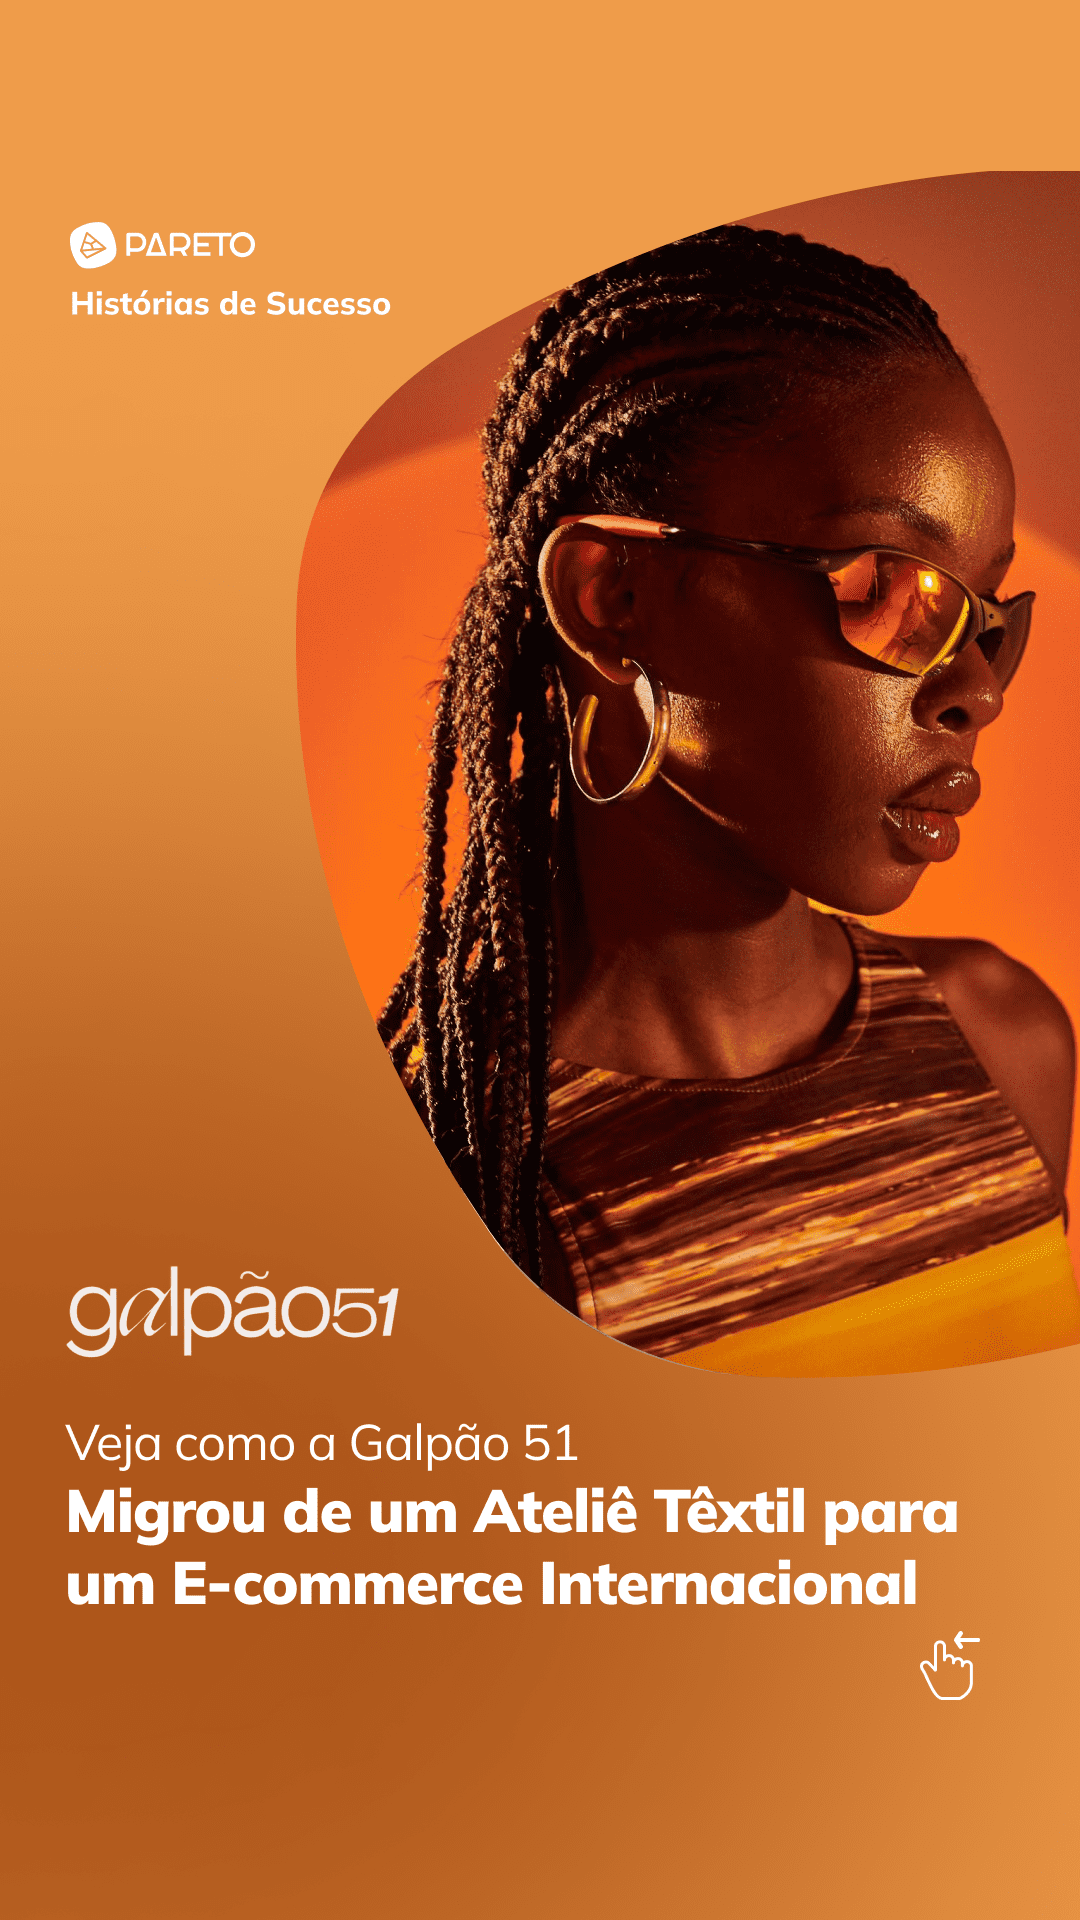 PARETO
Histórias de Sucesso
galpão51
Veja como a Galpão 51
Migrou de um Ateliê Têxtil para
um E-commerce Internacional